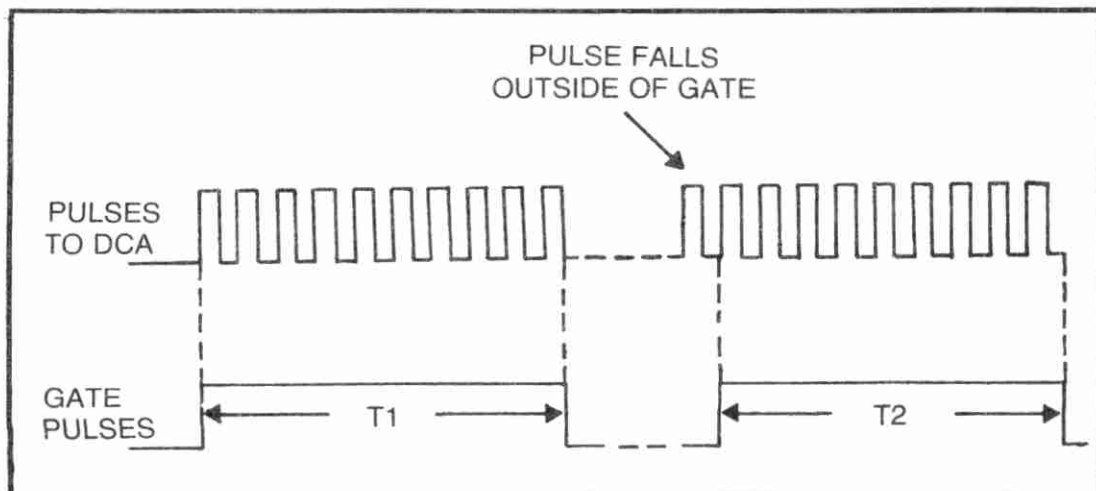 PULSE FALLS
OUTSIDE OF GATE
PULSES
TO DCA
GATE
PULSES
T1
T2